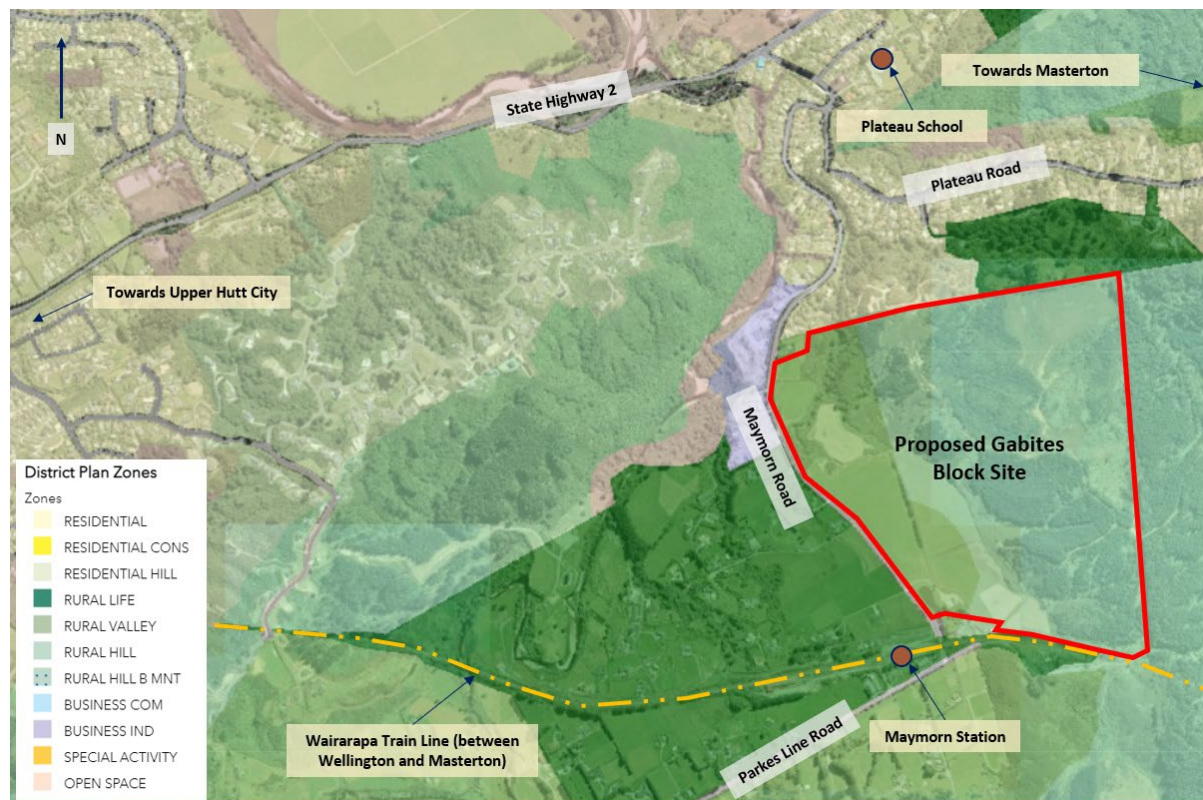 N
State Highway 2
Plateau School
Towards Masterton
Plateau Road
Towards Upper Hutt City
Maymorn Road
Proposed Gabites
Block Site
District Plan Zones
Zones
RESIDENTIAL
RESIDENTIAL CONS
RESIDENTIAL HILL
RURAL LIFE
RURAL VALLEY
RURAL HILL
RURAL HILL B MNT
BUSINESS COM
BUSINESS IND
SPECIAL ACTIVITY
OPEN SPACE
Wairarapa Train Line (between
Wellington and Masterton)
Parkes Line Road
Maymorn Station